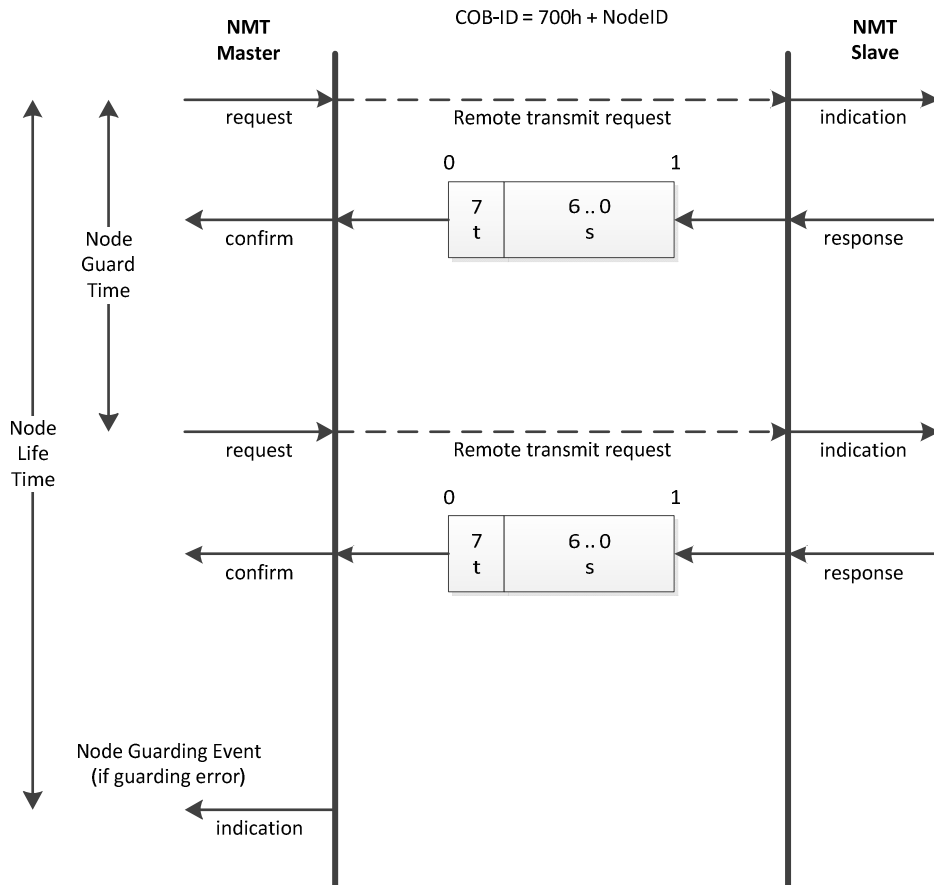 COB-ID = 700h + NodeID
NMT
Master
NMT
Slave
request
Remote transmit request
indication
0
1
7
t
6 .. 0
s
confirm
response
Node
Guard
Time
Node
Life
Time
request
Remote transmit request
indication
0
1
7
t
6 .. 0
s
confirm
response
Node Guarding Event
(if guarding error)
indication